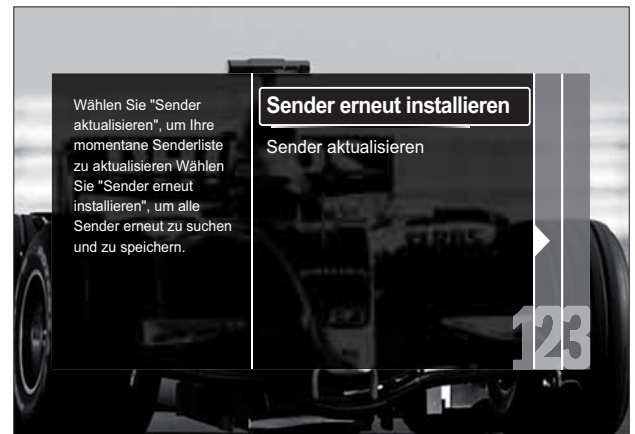 Wählen Sie "Sender
aktualisieren", um Ihre
momentane Senderliste
zu aktualisieren Wählen
Sie "Sender erneut
installieren", um alle
Sender erneut zu suchen
und zu speichern.
Sender erneut installieren
Sender aktualisieren
123